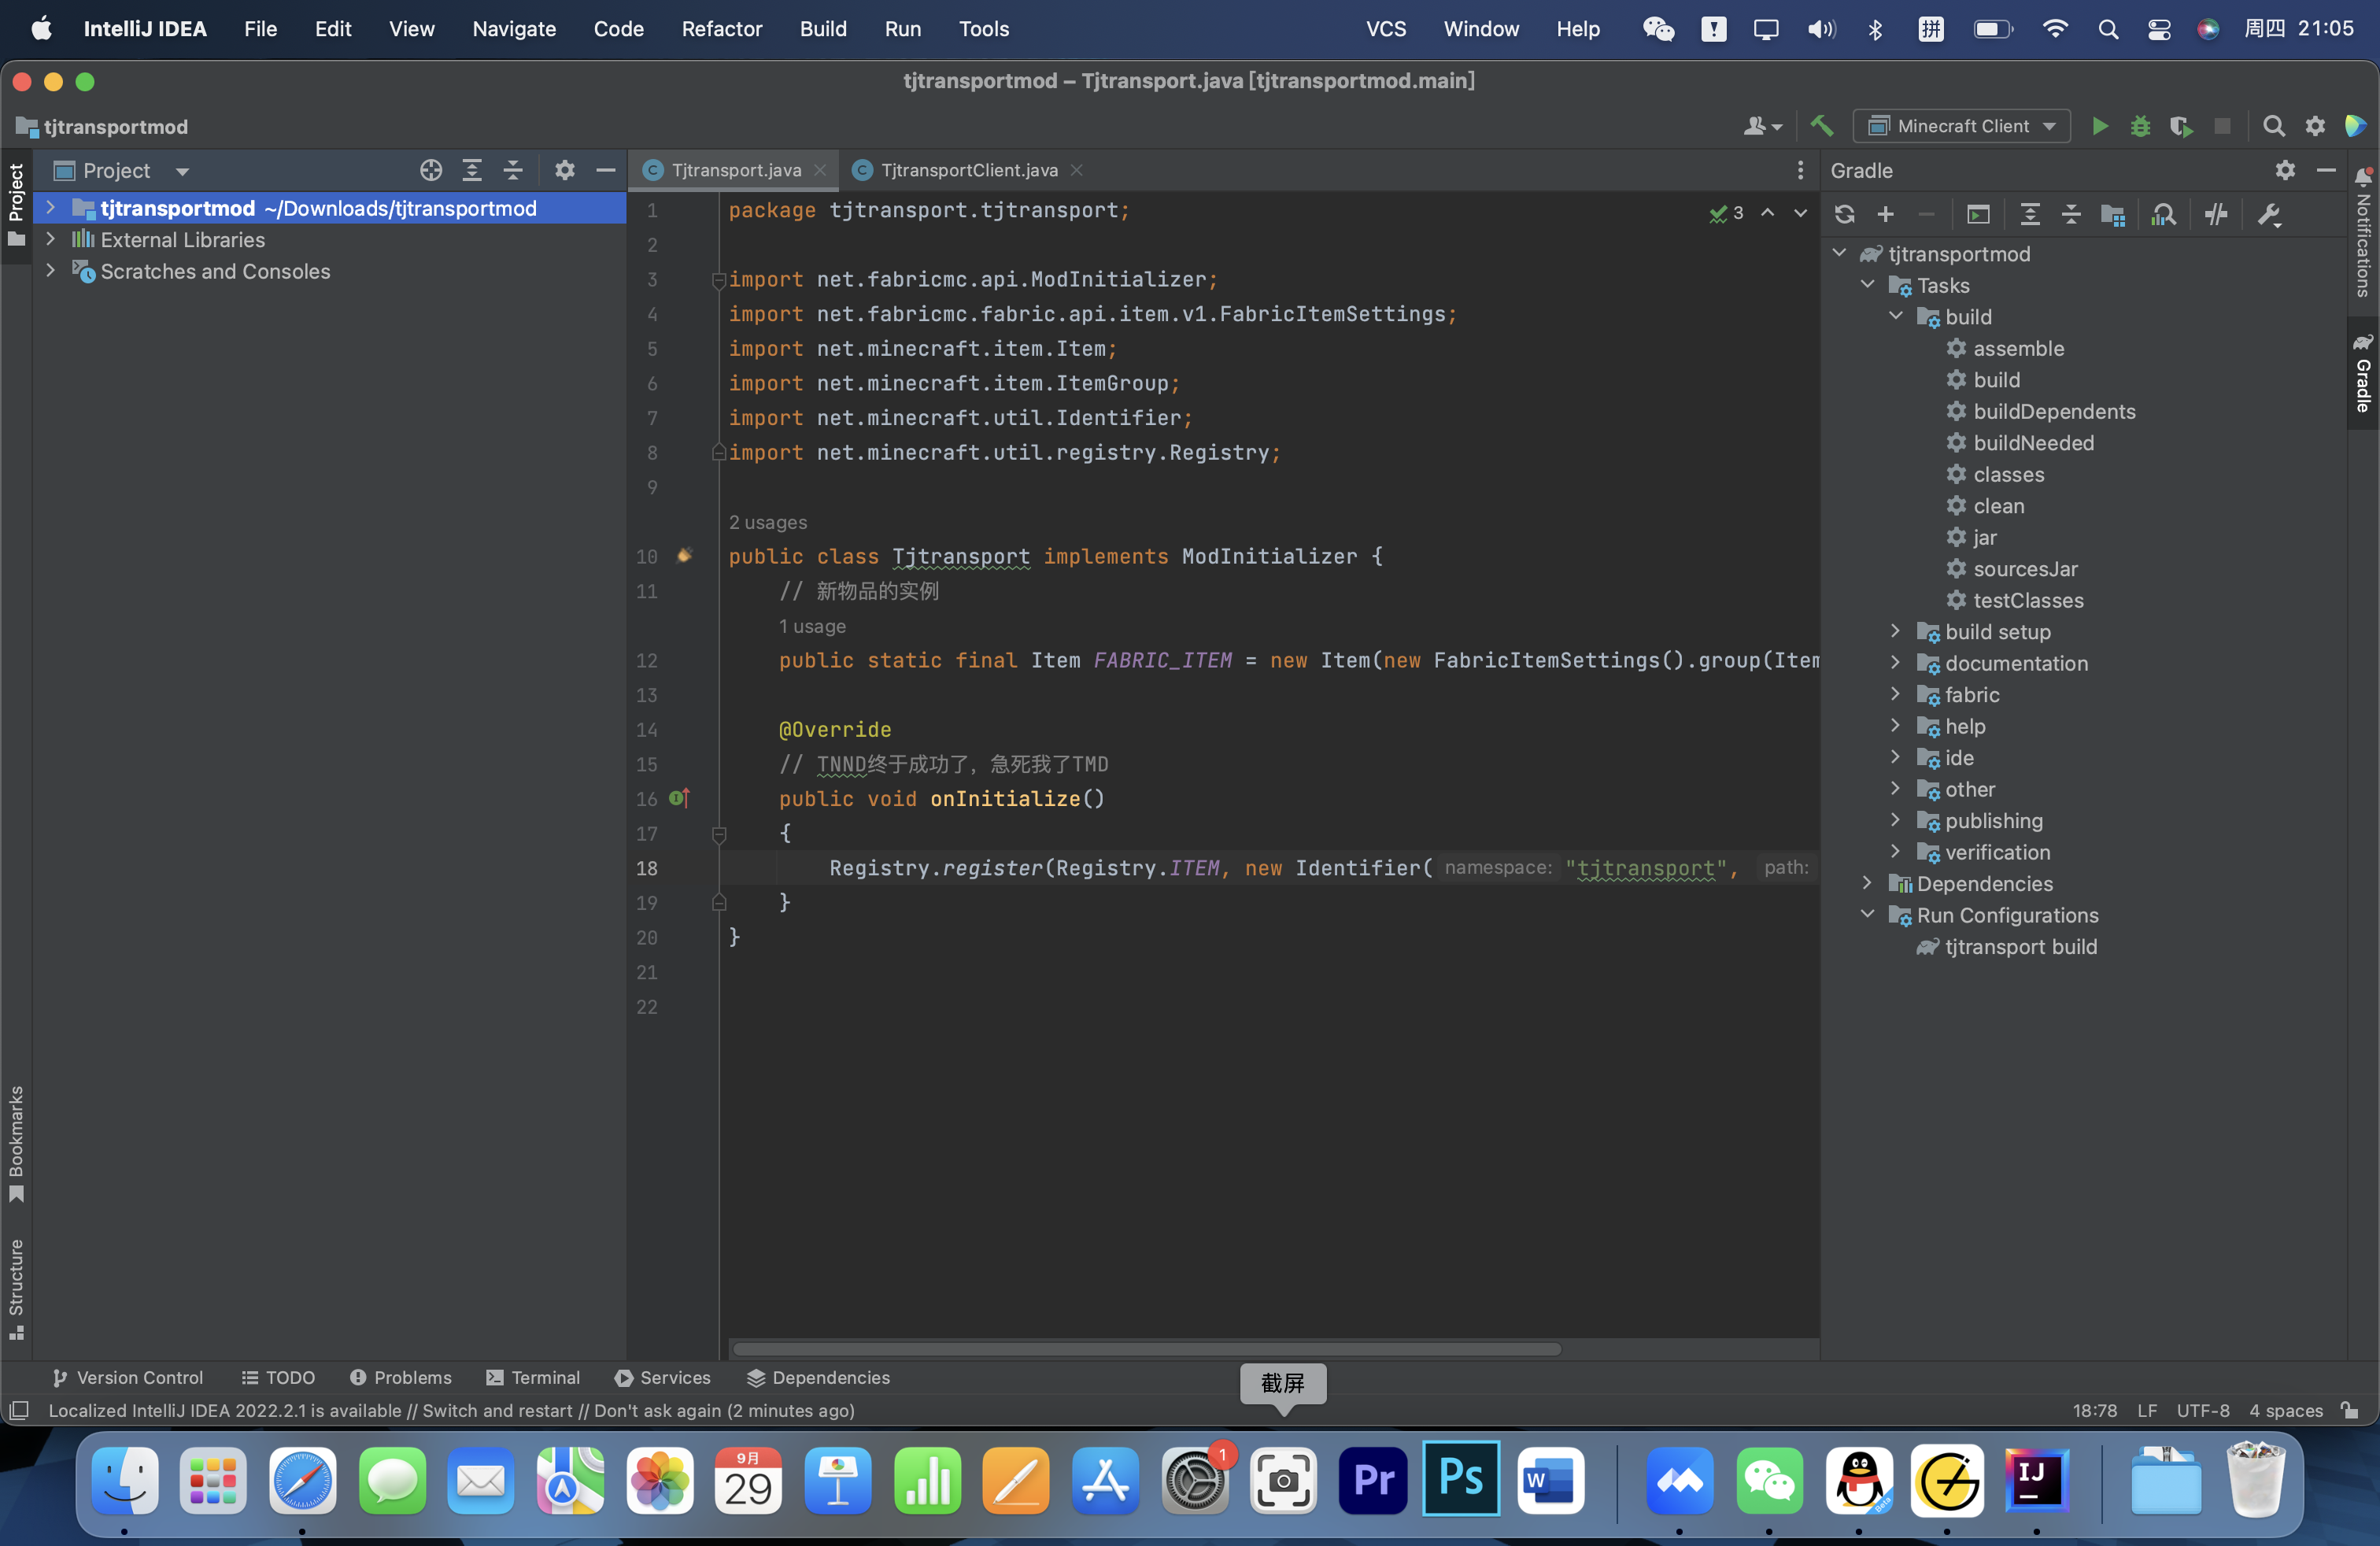 IntelliJ IDEA File Edit View Navigate Code Refactor Build Run Tools VCS Window Help 拼 周四 21:05
tjtransportmod – Tjtransport.java [tjtransportmod.main]
tjtransportmod
Minecraft Client
Project
Project
tjtransportmod ~/Downloads/tjtransportmod
External Libraries
Scratches and Consoles
Bookmarks
Structure
Tjtransport.java
TjtransportClient.java
3
1 package tjtransport.tjtransport;
2
3 import net.fabricmc.api.ModInitializer;
4 import net.fabricmc.fabric.api.item.v1.FabricItemSettings;
5 import net.minecraft.item.Item;
6 import net.minecraft.item.ItemGroup;
7 import net.minecraft.util.Identifier;
8 import net.minecraft.util.registry.Registry;
9
2 usages
10 public class Tjtransport implements ModInitializer {
11 // 新物品的实例
1 usage
12 public static final Item FABRIC_ITEM = new Item(new FabricItemSettings().group(Item
13
14 @Override
15 // TNND终于成功了，急死我了TMD
16 public void onInitialize()
17 {
18 Registry.register(Registry.ITEM, new Identifier( namespace: "tjtransport", path:
19 }
20 }
21
22
Gradle
tjtransportmod
Tasks
build
assemble
build
buildDependents
buildNeeded
classes
clean
jar
sourcesJar
testClasses
build setup
documentation
fabric
help
ide
other
publishing
verification
Dependencies
Run Configurations
tjtransport build
Notifications
Gradle
Version Control TODO Problems Terminal Services Dependencies
截屏
Localized IntelliJ IDEA 2022.2.1 is available // Switch and restart // Don't ask again (2 minutes ago)
18:78 LF UTF-8 4 spaces
9月
29
1
Pr
Ps
W
Beta
IJ